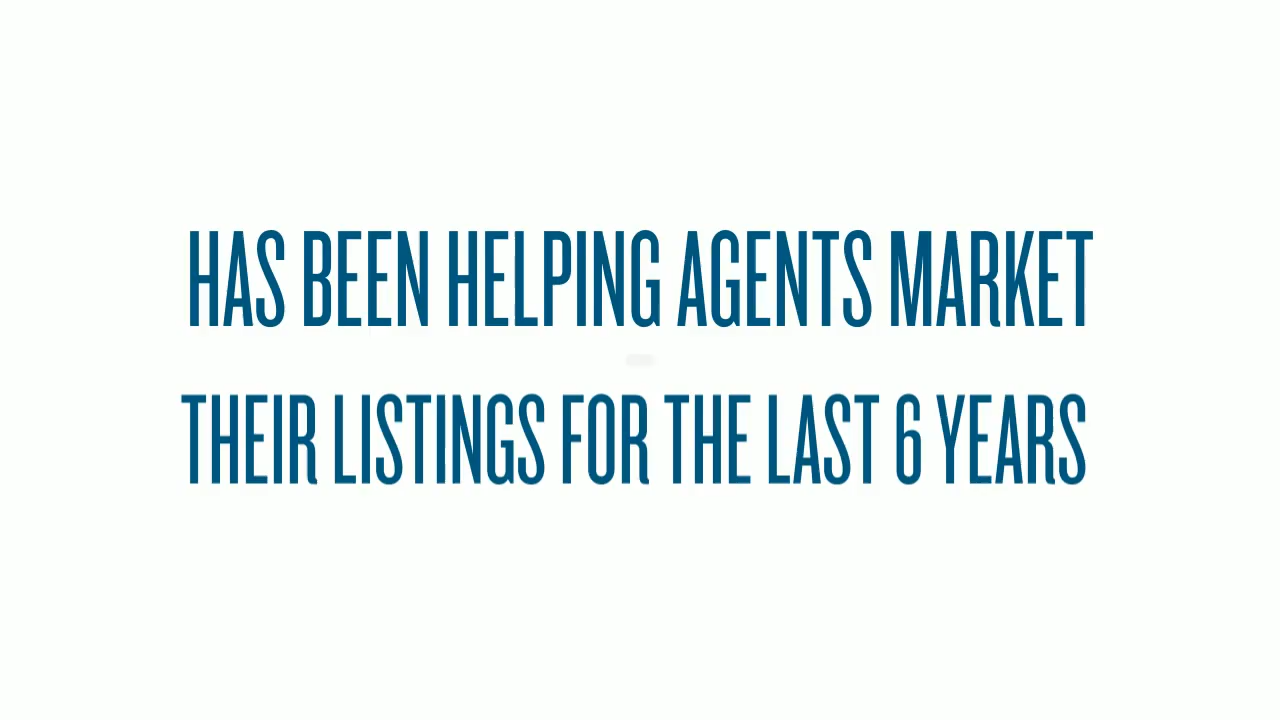 HAS BEEN HELPING AGENTS MARKET
THEIR LISTINGS FOR THE LAST 6 YEARS